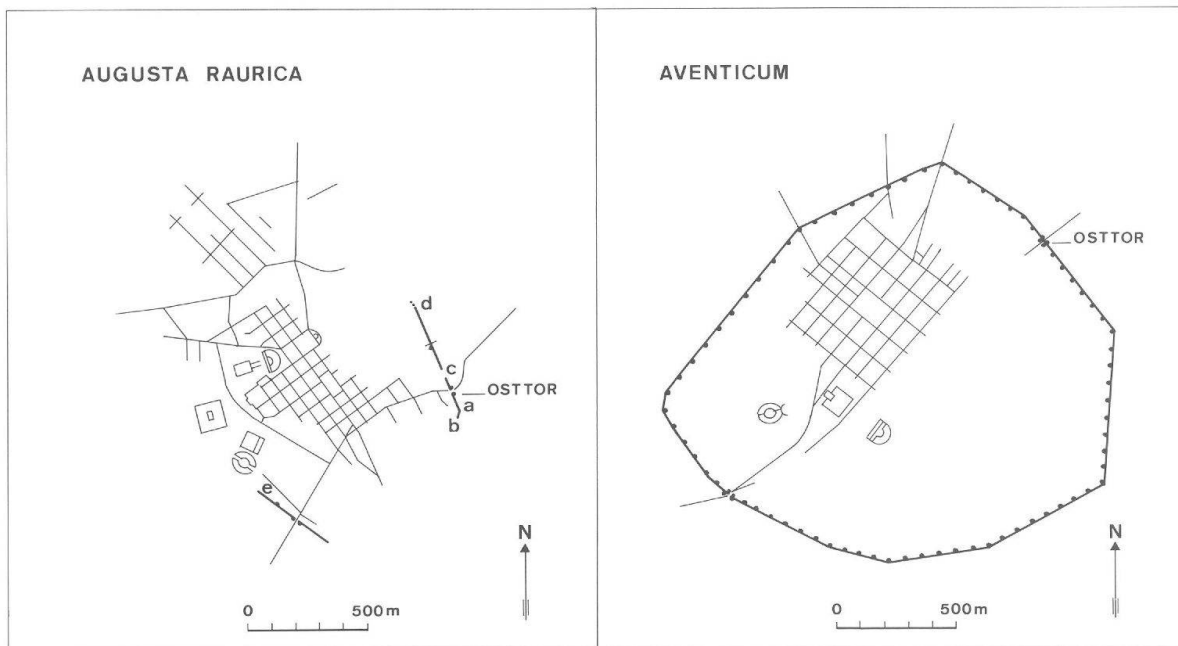 AUGUSTA RAURICA
d
c
OSTTOR
a
b
e
N
0 500m
AVENTICUM
OSTTOR
N
0 500m